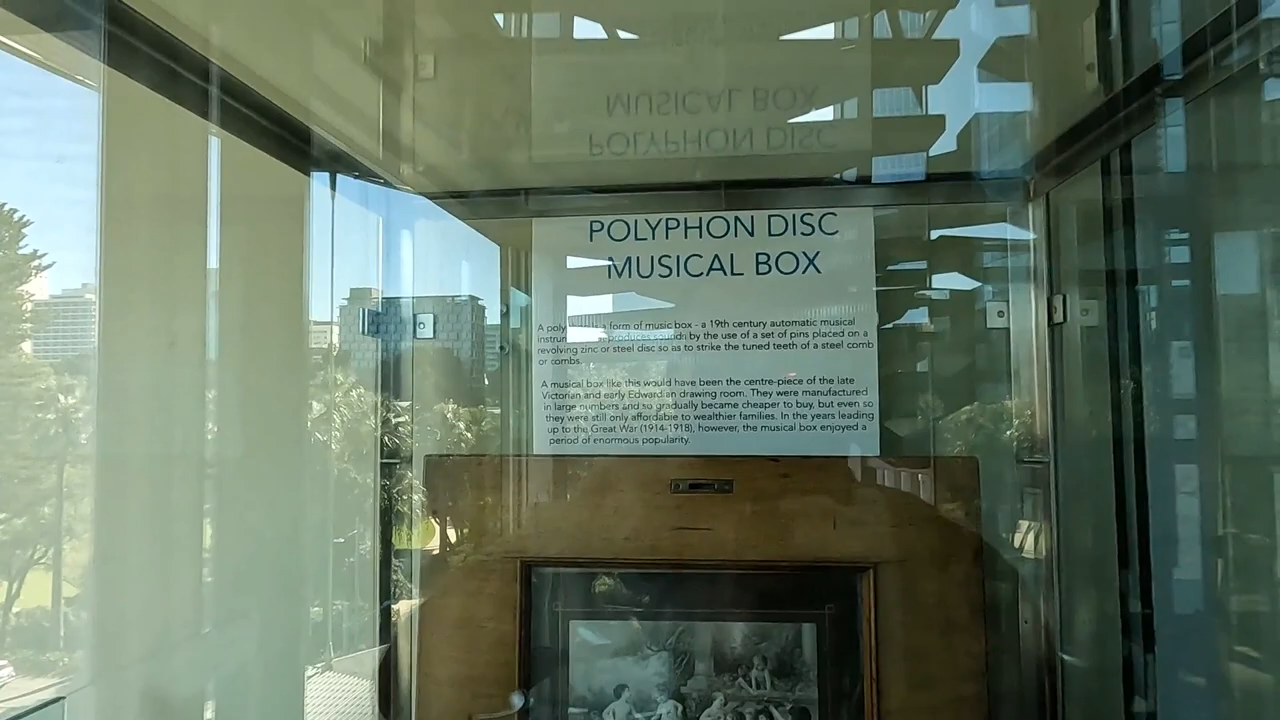 POLYPHON DISC
MUSICAL BOX
A poly a form of music box - a 19th century automatic musical
instru produces sounds by the use of a set of pins placed on a
revolving zinc or steel disc so as to strike the tuned teeth of a steel comb
or combs.
A musical box like this would have been the centre-piece of the late
Victorian and early Edwardian drawing room. They were manufactured
in large numbers and so gradually became cheaper to buy, but even so
they were still only affordable to wealthier families. In the years leading
up to the Great War (1914-1918), however, the musical box enjoyed a
period of enormous popularity.